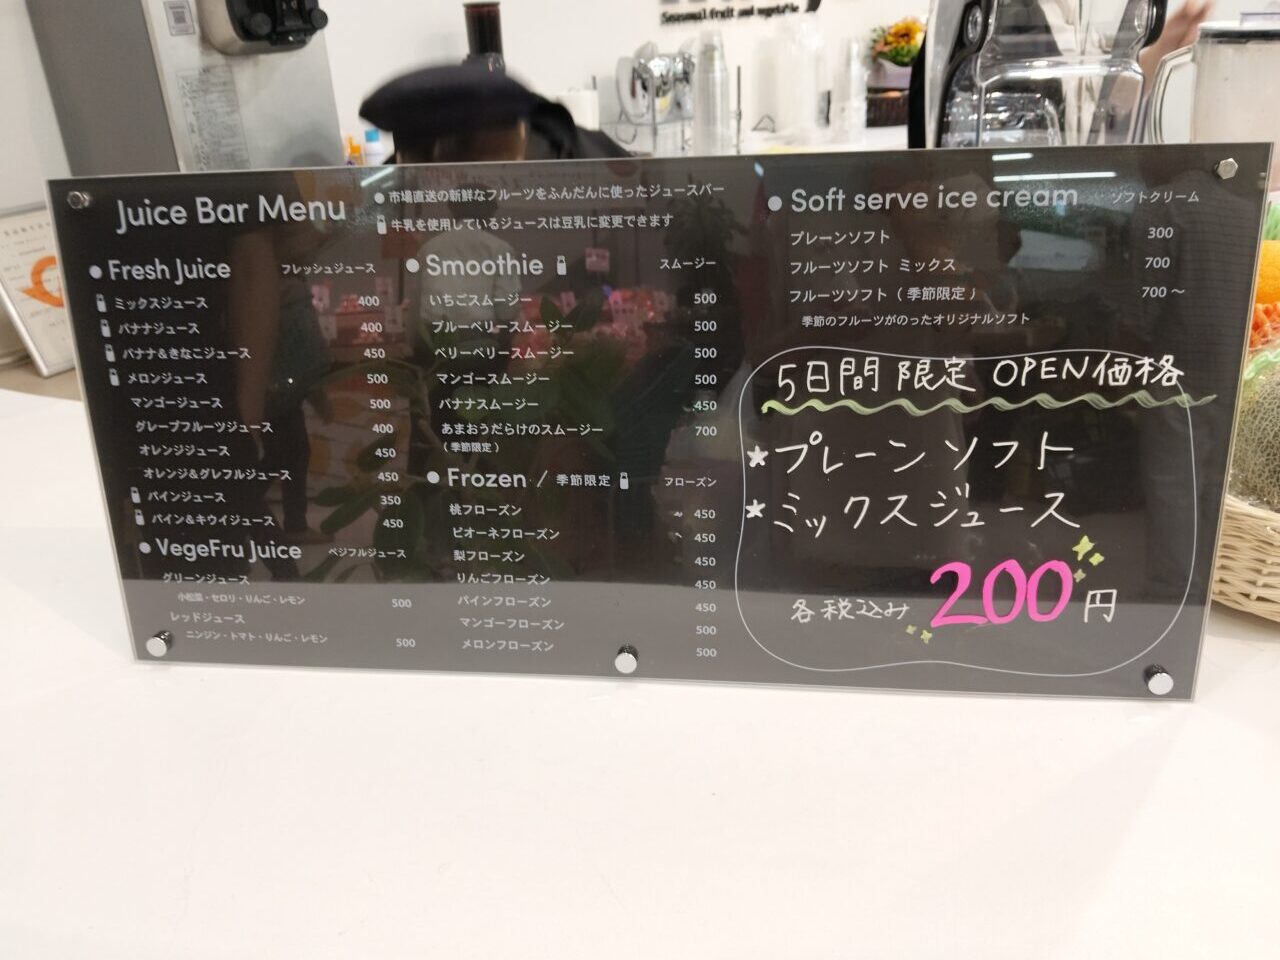 Seasonal fruit and vegetable
Juice Bar Menu
市場直送の新鮮なフルーツをふんだんに使ったジュースバー
牛乳を使用しているジュースは豆乳に変更できます
Fresh Juice フレッシュジュース
ミックスジュース 400
バナナジュース 400
バナナ&きなこジュース 450
メロンジュース 500
マンゴージュース 500
グレープフルーツジュース 400
オレンジジュース 450
オレンジ&グレフルジュース 450
パインジュース 350
パイン&キウイジュース 450
VegeFru Juice ベジフルジュース
グリーンジュース
小松菜・セロリ・りんご・レモン 500
レッドジュース
ニンジン・トマト・りんご・レモン 500
Smoothie スムージー
いちごスムージー 500
ブルーベリースムージー 500
ベリーベリースムージー 500
マンゴースムージー 500
バナナスムージー 450
あまおうだらけのスムージー 700
(季節限定)
Frozen / 季節限定 フローズン
桃フローズン ~ 450
ピオーネフローズン ~ 450
梨フローズン 450
りんごフローズン 450
パインフローズン 450
マンゴーフローズン 500
メロンフローズン 500
Soft serve ice cream ソフトクリーム
プレーンソフト 300
フルーツソフト ミックス 700
フルーツソフト(季節限定) 700~
季節のフルーツがのったオリジナルソフト
5日間限定 OPEN価格
★プレーンソフト
★ミックスジュース
各税込み 200円